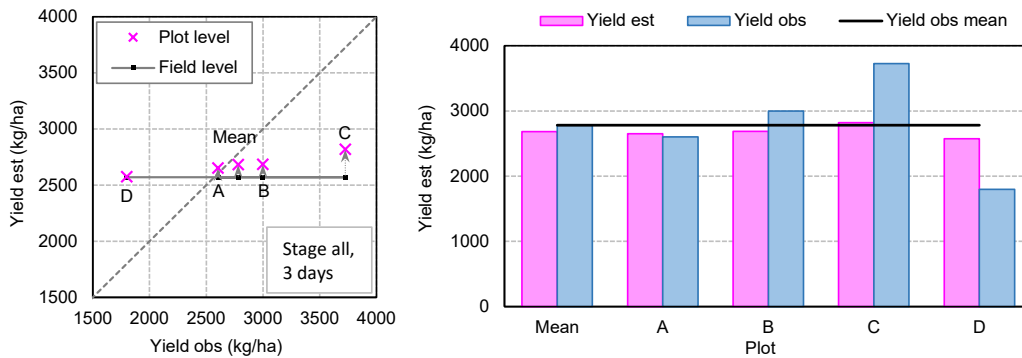 Plot level
Field level
Yield est (kg/ha)
4000
3500
3000
2500
2000
1500
Mean
C
D
A
B
Stage all,
3 days
1500 2000 2500 3000 3500 4000
Yield obs (kg/ha)
Yield est Yield obs Yield obs mean
Yield est (kg/ha)
4000
3000
2000
1000
0
Mean A B C D
Plot